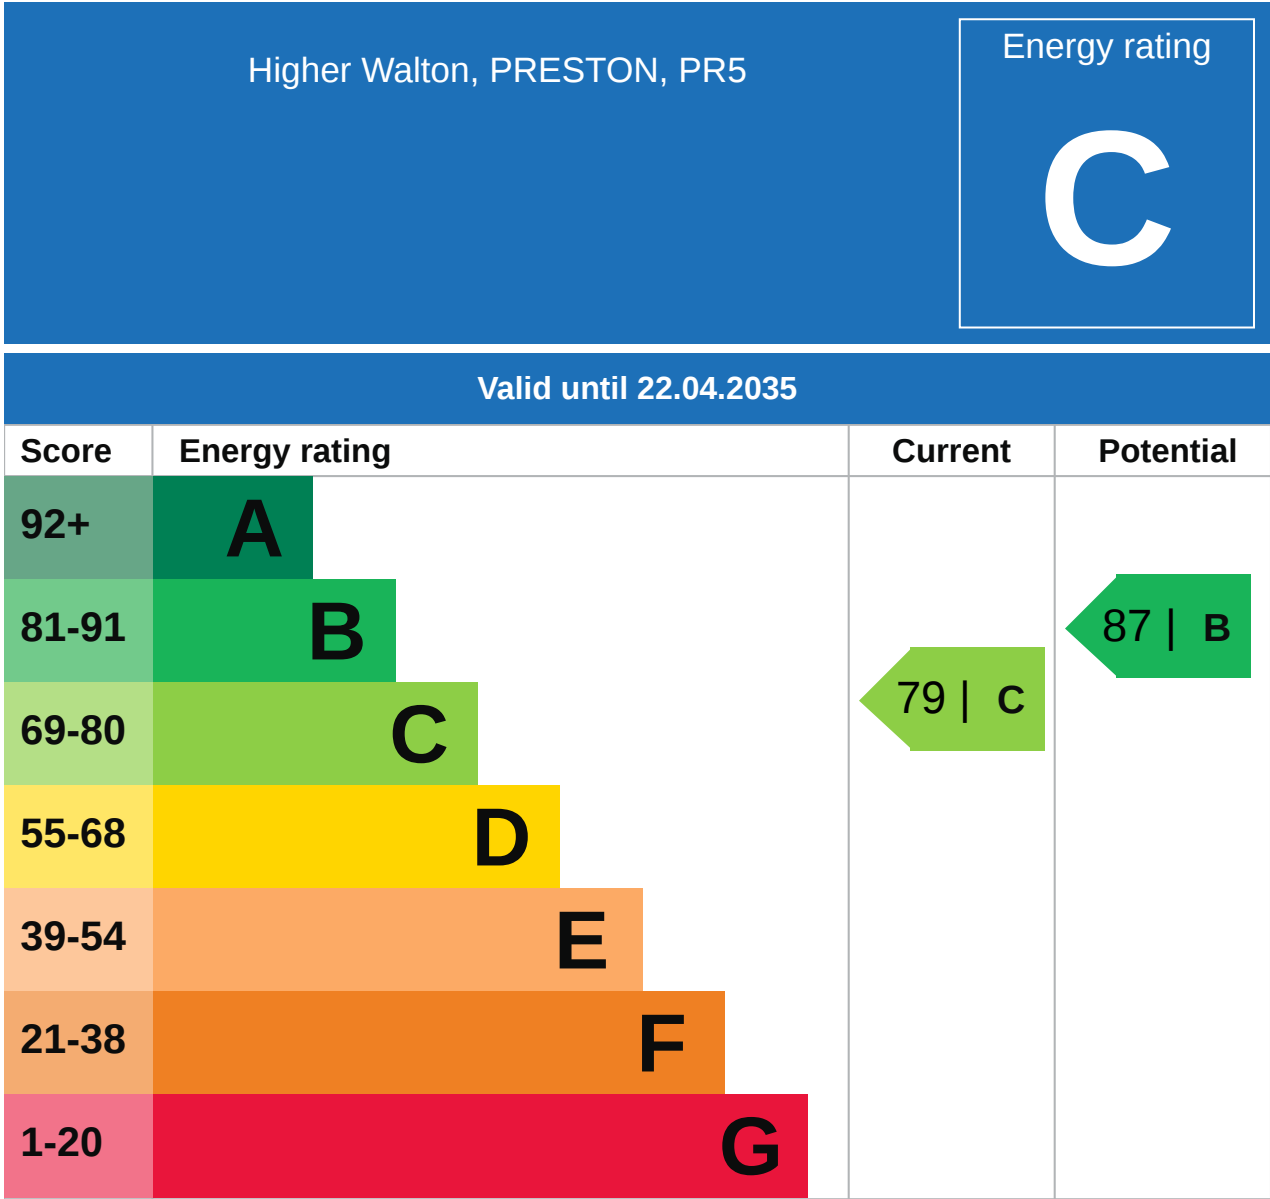 Higher Walton, PRESTON, PR5
Energy rating
C
Valid until 22.04.2035
Score Energy rating Current Potential
92+ A
81-91 B 87 | B
69-80 C 79 | C
55-68 D
39-54 E
21-38 F
1-20 G